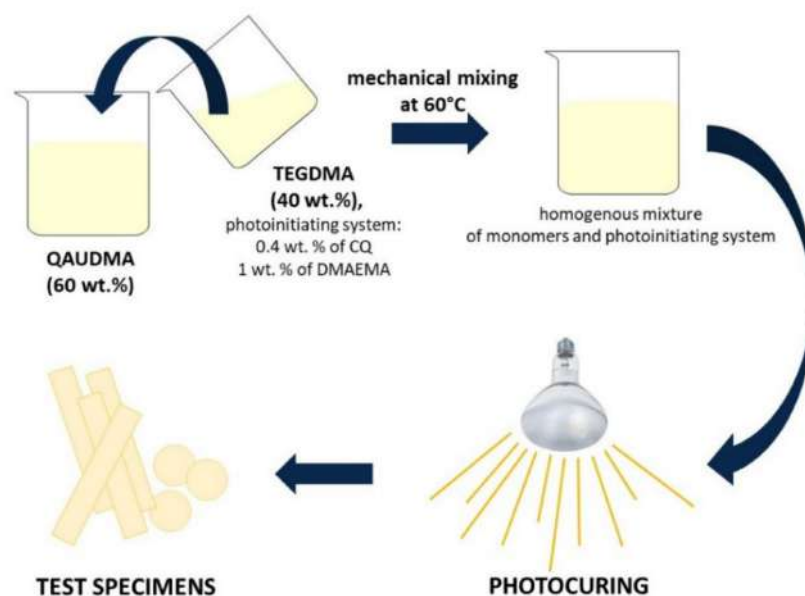 mechanical mixing
at 60°C
TEGDMA
(40 wt.%),
photoinitiating system:
0.4 wt. % of CQ
1 wt. % of DMAEMA
QAUDMA
(60 wt.%)
homogenous mixture
of monomers and photoinitiating system
TEST SPECIMENS
PHOTOCURING